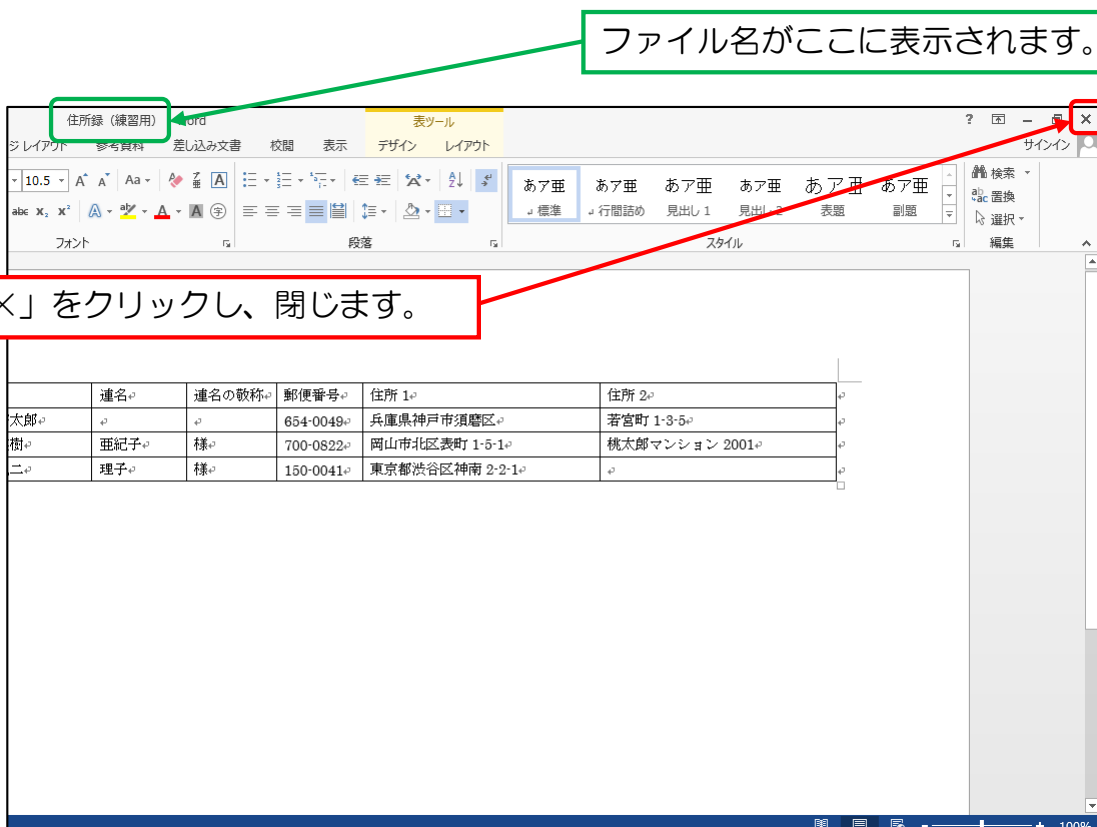 ファイル名がここに表示されます。
住所録（練習用） 表ツール
参考資料 差し込み文書 校閲 表示 デザイン レイアウト サインイン
10.5 A A Aa A あア亜 あア亜 あア亜 あア亜 あア亜 あア亜 検索
abc X₂ X² A aby A A 字 標準 行間詰め 見出し 1 見出し 2 表題 副題 置換
選択
フォント 段落 スタイル 編集
×」をクリックし、閉じます。
連名 連名の敬称 郵便番号 住所 1 住所 2
太郎 654-0049 兵庫県神戸市須磨区 若宮町 1-3-5
樹 亜紀子 様 700-0822 岡山市北区表町 1-5-1 桃太郎マンション 2001
二 理子 様 150-0041 東京都渋谷区神南 2-2-1
100%